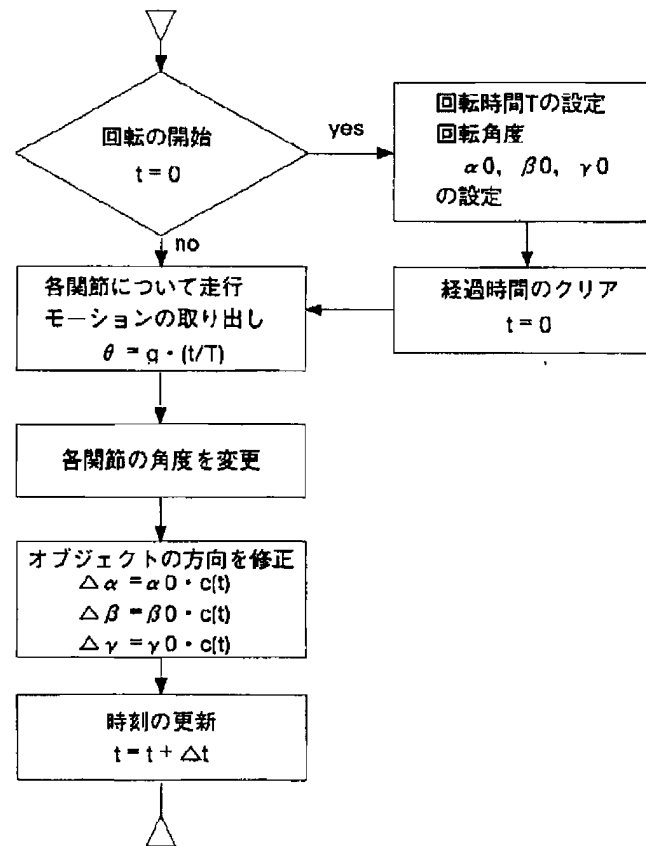 回転の開始
t = 0
yes
no
回転時間Tの設定
回転角度
α0, β0, γ0
の設定
経過時間のクリア
t = 0
各関節について走行
モーションの取り出し
θ = g・(t/T)
各関節の角度を変更
オブジェクトの方向を修正
△α = α0・c(t)
△β = β0・c(t)
△γ = γ0・c(t)
時刻の更新
t = t + △t